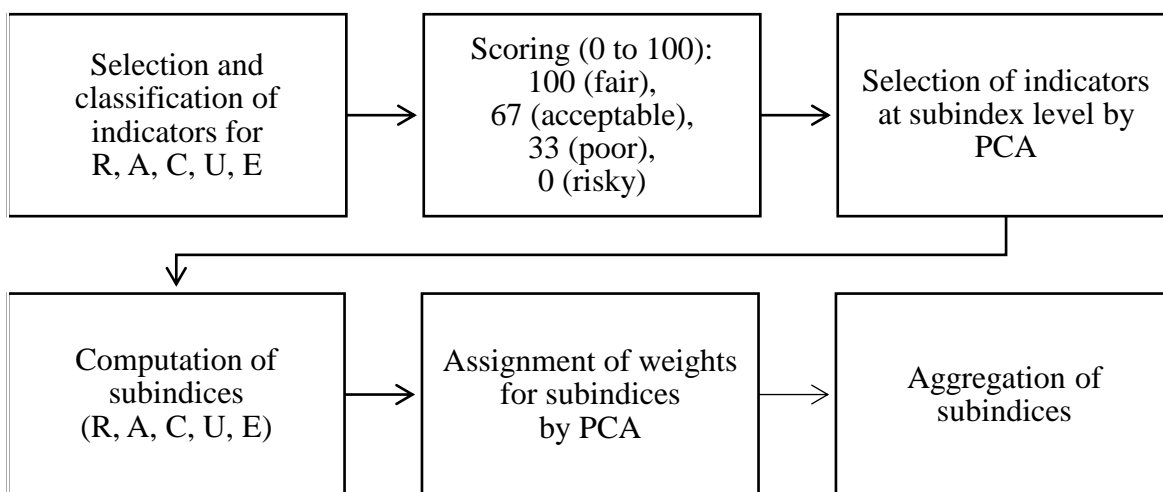 Selection and
classification of
indicators for
R, A, C, U, E
Scoring (0 to 100):
100 (fair),
67 (acceptable),
33 (poor),
0 (risky)
Selection of indicators
at subindex level by
PCA
Computation of
subindices
(R, A, C, U, E)
Assignment of weights
for subindices
by PCA
Aggregation of
subindices